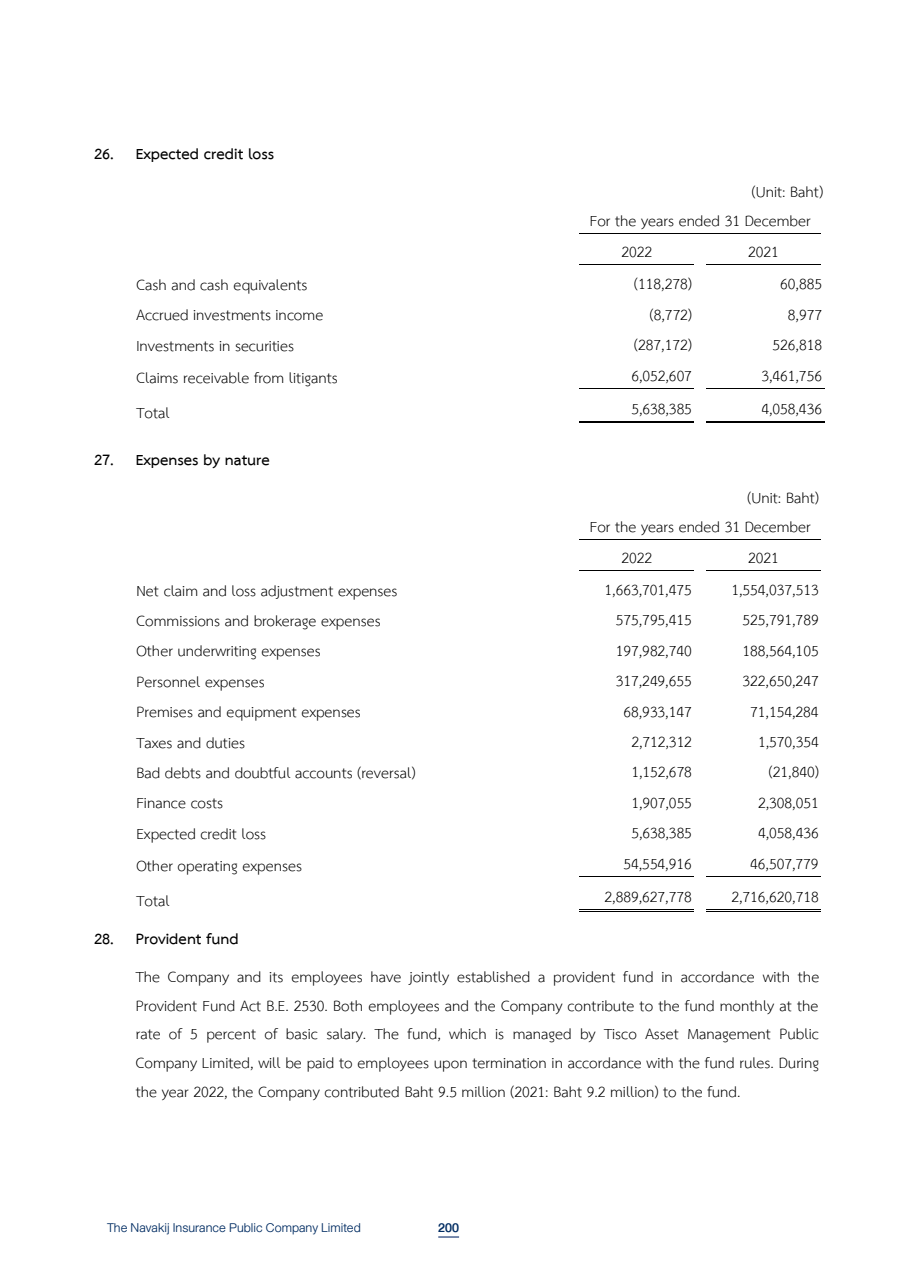 26. Expected credit loss
(Unit: Baht)
For the years ended 31 December
2022 2021
Cash and cash equivalents (118,278) 60,885
Accrued investments income (8,772) 8,977
Investments in securities (287,172) 526,818
Claims receivable from litigants 6,052,607 3,461,756
Total 5,638,385 4,058,436
27. Expenses by nature
(Unit: Baht)
For the years ended 31 December
2022 2021
Net claim and loss adjustment expenses 1,663,701,475 1,554,037,513
Commissions and brokerage expenses 575,795,415 525,791,789
Other underwriting expenses 197,982,740 188,564,105
Personnel expenses 317,249,655 322,650,247
Premises and equipment expenses 68,933,147 71,154,284
Taxes and duties 2,712,312 1,570,354
Bad debts and doubtful accounts (reversal) 1,152,678 (21,840)
Finance costs 1,907,055 2,308,051
Expected credit loss 5,638,385 4,058,436
Other operating expenses 54,554,916 46,507,779
Total 2,889,627,778 2,716,620,718
28. Provident fund
The Company and its employees have jointly established a provident fund in accordance with the
Provident Fund Act B.E. 2530. Both employees and the Company contribute to the fund monthly at the
rate of 5 percent of basic salary. The fund, which is managed by Tisco Asset Management Public
Company Limited, will be paid to employees upon termination in accordance with the fund rules. During
the year 2022, the Company contributed Baht 9.5 million (2021: Baht 9.2 million) to the fund.
The Navakij Insurance Public Company Limited 200